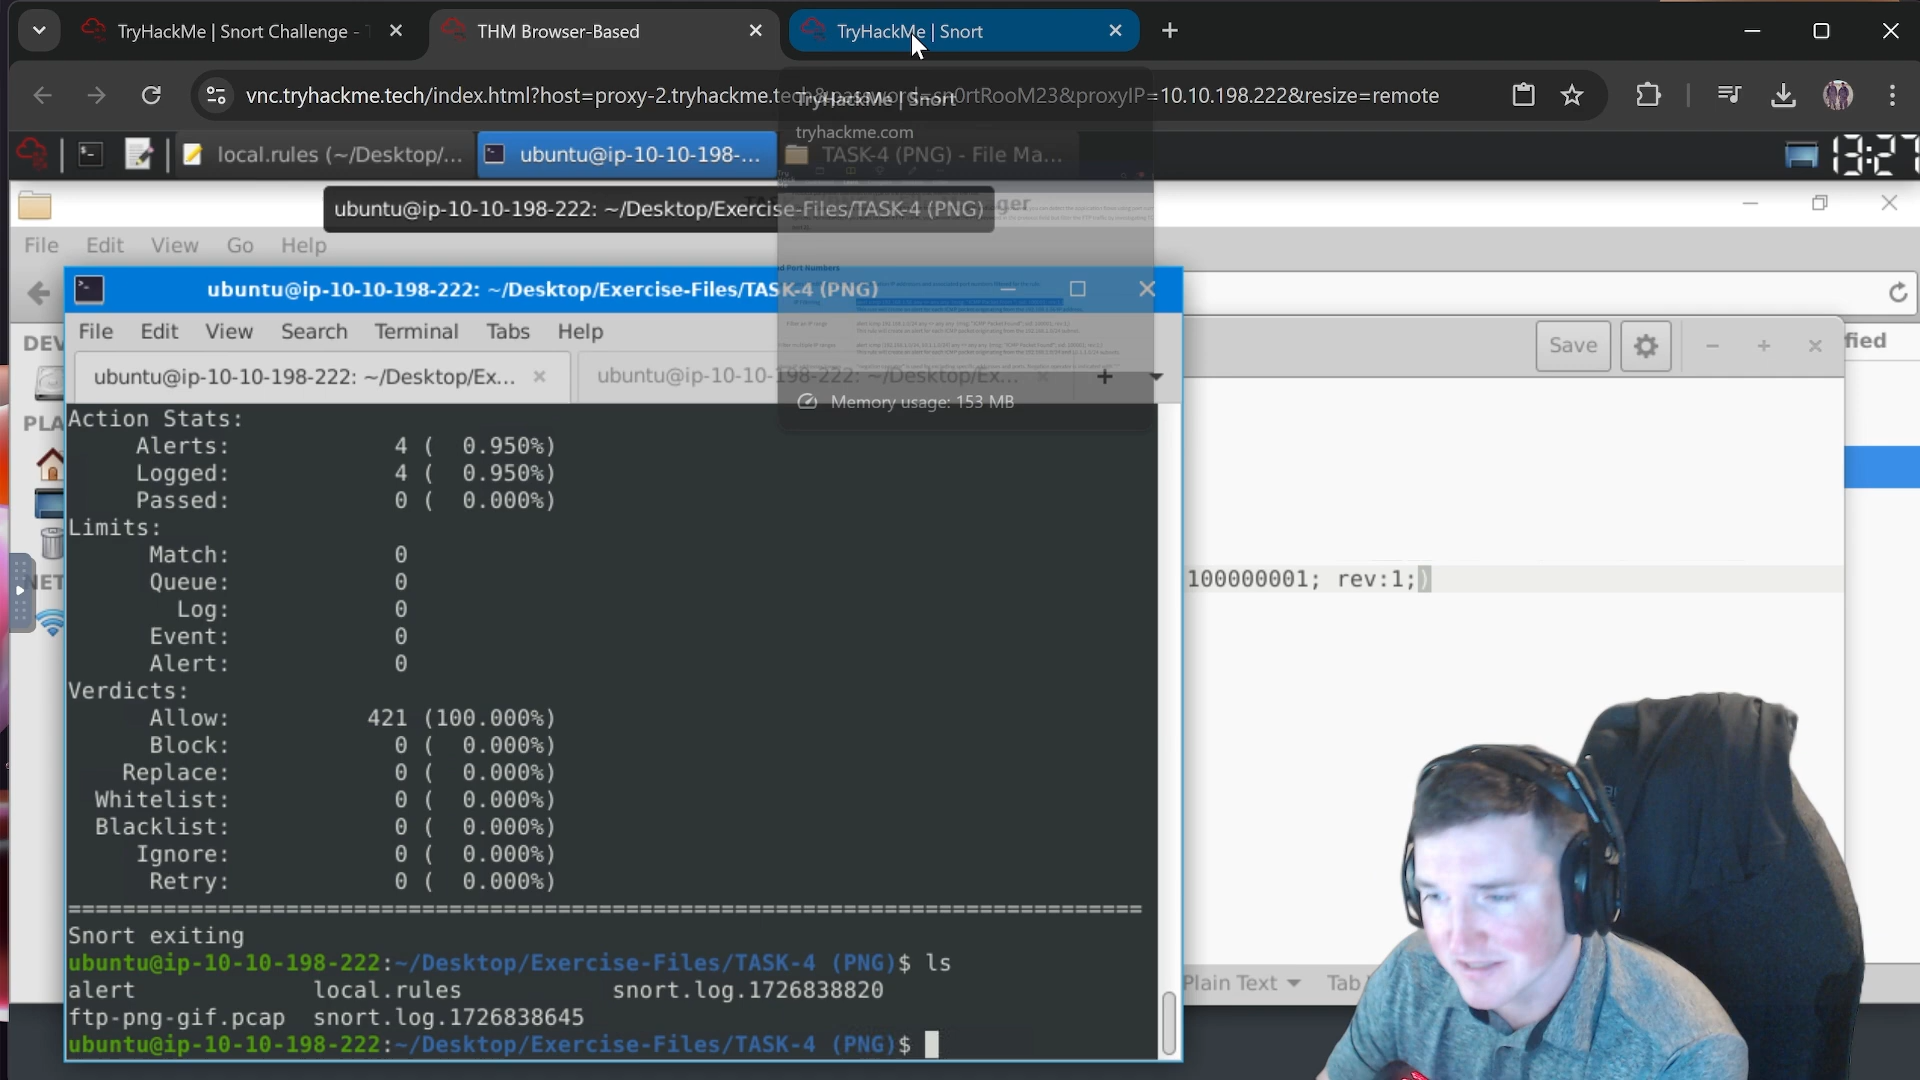 TryHackMe | Snort Challenge -
THM Browser-Based
TryHackMe | Snort
vnc.tryhackme.tech/index.html?host=proxy-2.tryhackme.tech&password=sn0rtRooM23&proxyIP=10.10.198.222&resize=remote
TryHackMe | Snort
tryhackme.com
local.rules (~/Desktop/...
ubuntu@ip-10-10-198-...
TASK-4 (PNG) - File Ma...
13:27
ubuntu@ip-10-10-198-222: ~/Desktop/Exercise-Files/TASK-4 (PNG)
File Edit View Go Help
ubuntu@ip-10-10-198-222: ~/Desktop/Exercise-Files/TASK-4 (PNG)
File Edit View Search Terminal Tabs Help
Save
fied
DEV
ubuntu@ip-10-10-198-222: ~/Desktop/Ex...
ubuntu@ip-10-10-198-222: ~/Desktop/Ex...
Memory usage: 153 MB
PLA
NET
Action Stats:
Alerts: 4 ( 0.950%)
Logged: 4 ( 0.950%)
Passed: 0 ( 0.000%)
Limits:
Match: 0
Queue: 0
Log: 0
Event: 0
Alert: 0
Verdicts:
Allow: 421 (100.000%)
Block: 0 ( 0.000%)
Replace: 0 ( 0.000%)
Whitelist: 0 ( 0.000%)
Blacklist: 0 ( 0.000%)
Ignore: 0 ( 0.000%)
Retry: 0 ( 0.000%)
===============================================================================
Snort exiting
ubuntu@ip-10-10-198-222:~/Desktop/Exercise-Files/TASK-4 (PNG)$ ls
alert local.rules snort.log.1726838820
ftp-png-gif.pcap snort.log.1726838645
ubuntu@ip-10-10-198-222:~/Desktop/Exercise-Files/TASK-4 (PNG)$
100000001; rev:1;)
Plain Text
Tab